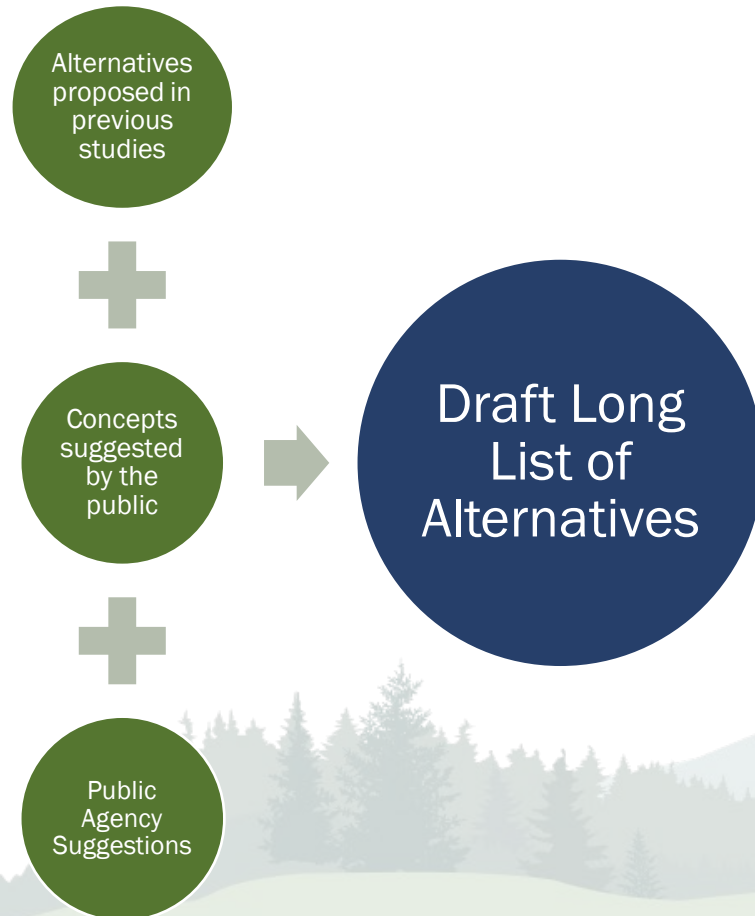 Alternatives
proposed in
previous
studies
Concepts
suggested
by the
public
Public
Agency
Suggestions
Draft Long
List of
Alternatives